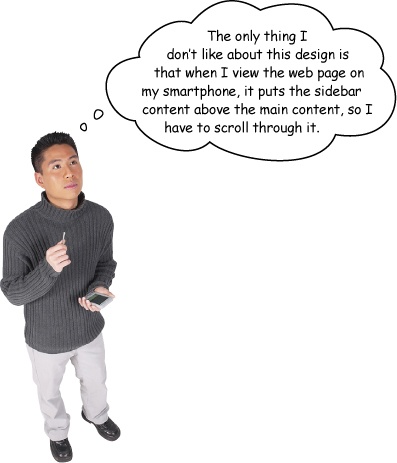 The only thing I
don't like about this design is
that when I view the web page on
my smartphone, it puts the sidebar
content above the main content, so I
have to scroll through it.